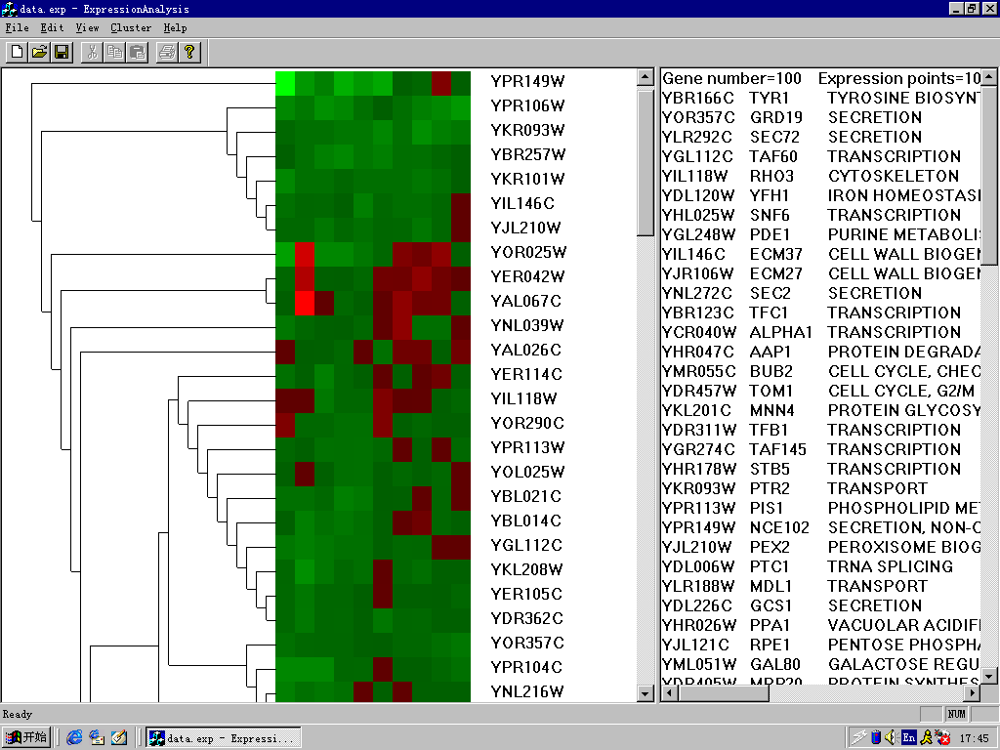 data.exp - ExpressionAnalysis
File Edit View Cluster Help
YPR149W
YPR106W
YKR093W
YBR257W
YKR101W
YIL146C
YJL210W
YOR025W
YER042W
YAL067C
YNL039W
YAL026C
YER114C
YIL118W
YOR290C
YPR113W
YOL025W
YBL021C
YBL014C
YGL112C
YKL208W
YER105C
YDR362C
YOR357C
YPR104C
YNL216W
Gene number=100 Expression points=10
YBR166C TYR1 TYROSINE BIOSYNT
YOR357C GRD19 SECRETION
YLR292C SEC72 SECRETION
YGL112C TAF60 TRANSCRIPTION
YIL118W RHO3 CYTOSKELETON
YDL120W YFH1 IRON HOMEOSTASI
YHL025W SNF6 TRANSCRIPTION
YGL248W PDE1 PURINE METABOLI
YIL146C ECM37 CELL WALL BIOGEN
YJR106W ECM27 CELL WALL BIOGEN
YNL272C SEC2 SECRETION
YBR123C TFC1 TRANSCRIPTION
YCR040W ALPHA1 TRANSCRIPTION
YHR047C AAP1 PROTEIN DEGRADA
YMR055C BUB2 CELL CYCLE, CHEC
YDR457W TOM1 CELL CYCLE, G2/M
YKL201C MNN4 PROTEIN GLYCOSY
YDR311W TFB1 TRANSCRIPTION
YGR274C TAF145 TRANSCRIPTION
YHR178W STB5 TRANSCRIPTION
YKR093W PTR2 TRANSPORT
YPR113W PIS1 PHOSPHOLIPID ME
YPR149W NCE102 SECRETION, NON-C
YJL210W PEX2 PEROXISOME BIOG
YDL006W PTC1 TRNA SPLICING
YLR188W MDL1 TRANSPORT
YDL226C GCS1 SECRETION
YHR026W PPA1 VACUOLAR ACIDIFI
YJL121C RPE1 PENTOSE PHOSPHA
YML051W GAL80 GALACTOSE REGU
YDR405W MRP20 PROTEIN SYNTHES
Ready
NUM
开始
data.exp - Expressi...
En
17:45